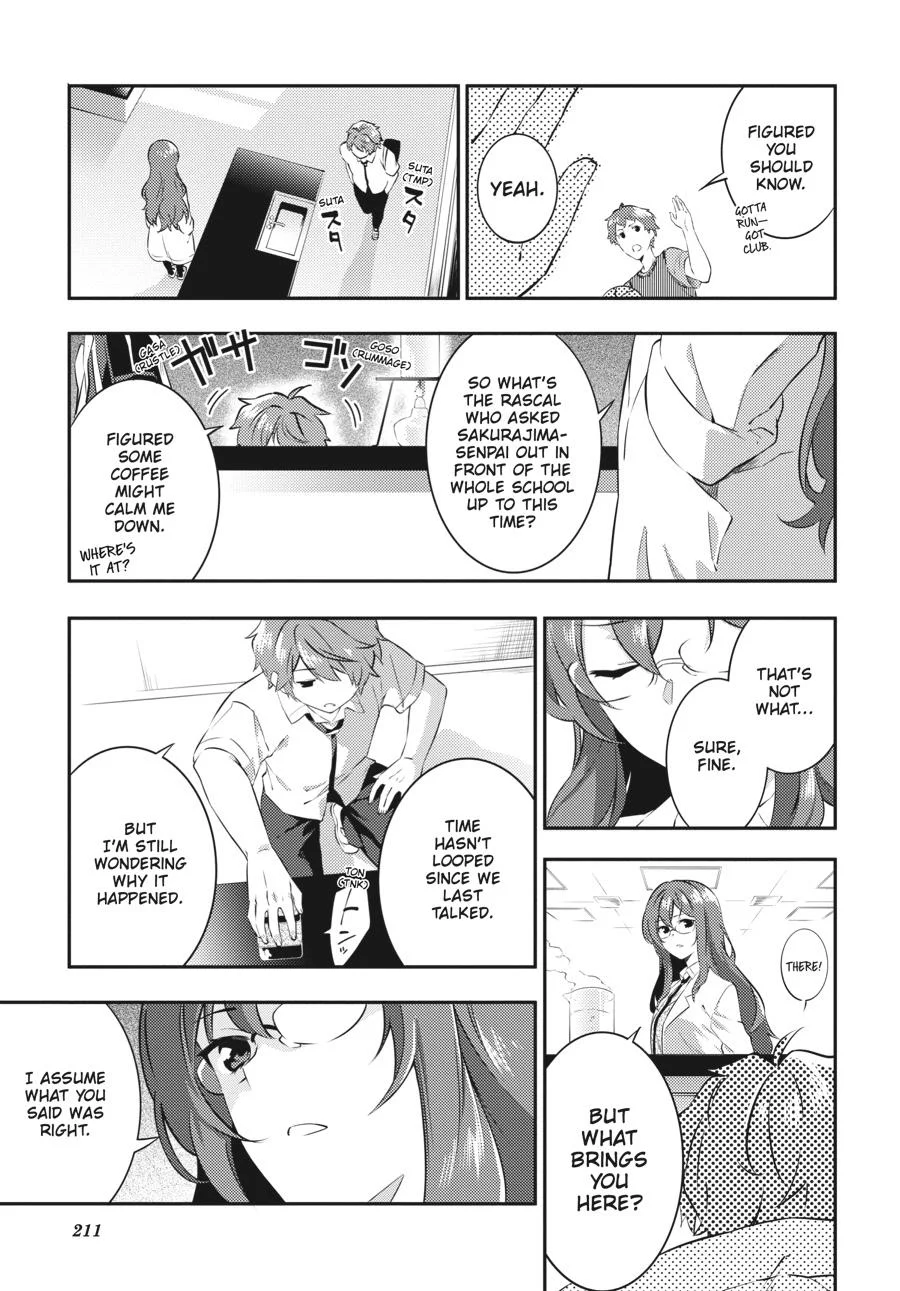 FIGURED
YOU
SHOULD
KNOW.
GOTTA
RUN—
GOT
CLUB.
YEAH.
SUTA
(TMP)
スタ
SUTA
スタ
SO WHAT'S
THE RASCAL
WHO ASKED
SAKURAJIMA-
SENPAI OUT IN
FRONT OF THE
WHOLE SCHOOL
UP TO THIS
TIME?
GOSO
(RUMMAGE)
ゴソ
GASA
(RUSTLE)
ガサ
FIGURED
SOME
COFFEE
MIGHT
CALM ME
DOWN.
WHERE'S
IT AT?
THAT'S
NOT
WHAT...
SURE,
FINE.
TIME
HASN'T
LOOPED
SINCE WE
LAST
TALKED.
TON
(TNK)
トン
BUT
I'M STILL
WONDERING
WHY IT
HAPPENED.
THERE!
BUT
WHAT
BRINGS
YOU
HERE?
I ASSUME
WHAT YOU
SAID WAS
RIGHT.
211